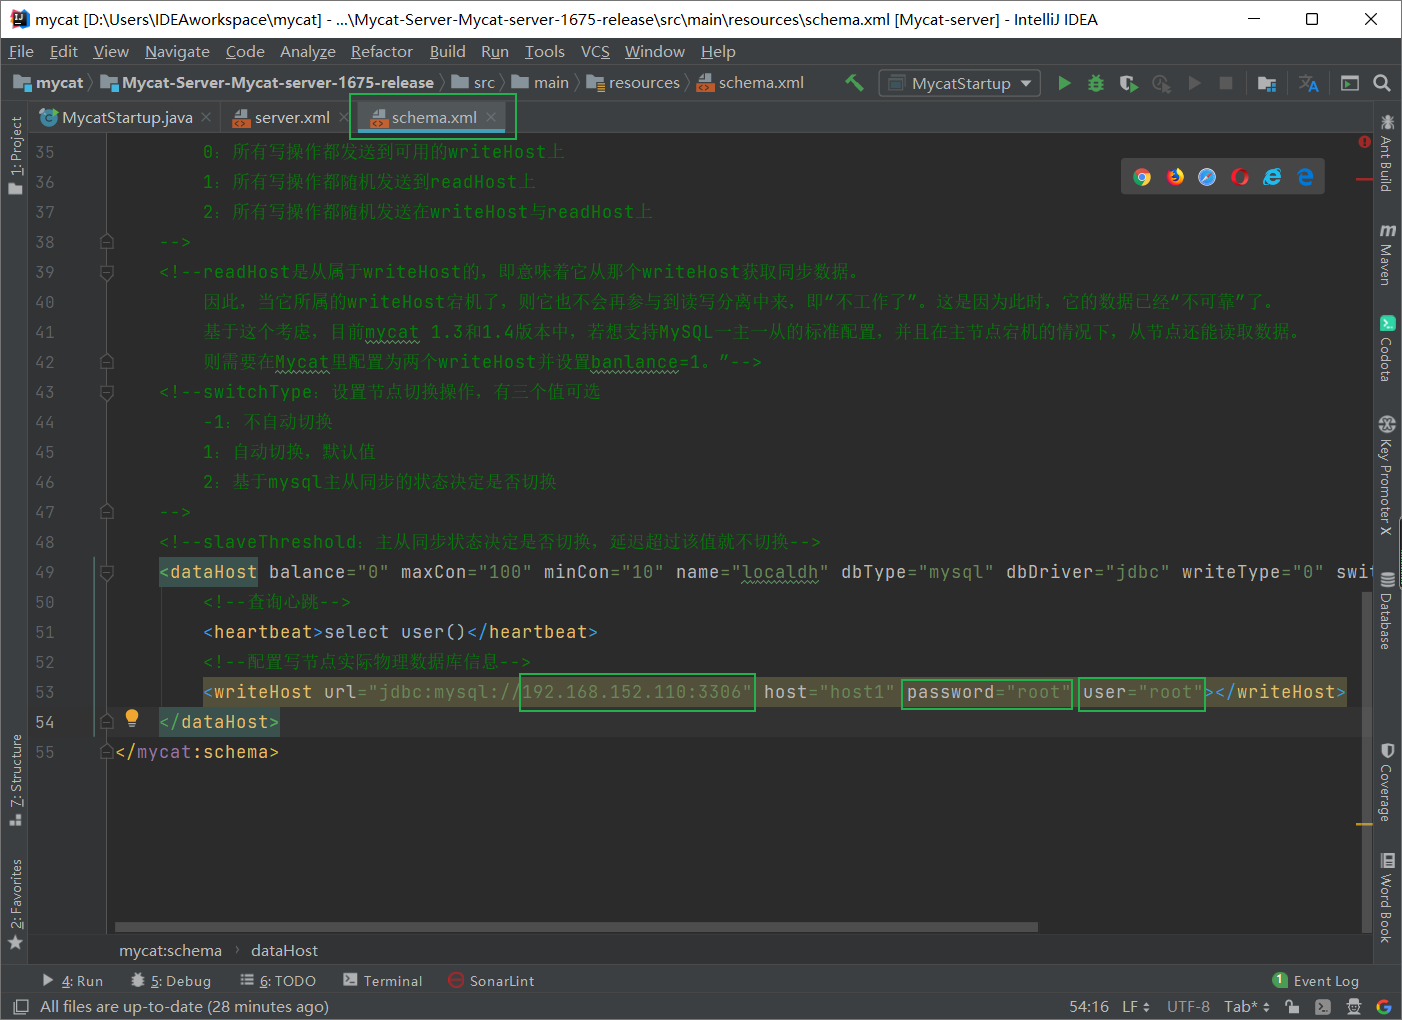 mycat [D:\Users\IDEAworkspace\mycat] - ...\Mycat-Server-Mycat-server-1675-release\src\main\resources\schema.xml [Mycat-server] - IntelliJ IDEA
File Edit View Navigate Code Analyze Refactor Build Run Tools VCS Window Help
mycat Mycat-Server-Mycat-server-1675-release src main resources schema.xml MycatStartup
MycatStartup.java server.xml schema.xml
35 0：所有写操作都发送到可用的writeHost上
36 1：所有写操作都随机发送到readHost上
37 2：所有写操作都随机发送在writeHost与readHost上
38 -->
39 <!--readHost是从属于writeHost的，即意味着它从那个writeHost获取同步数据。
40 因此，当它所属的writeHost宕机了，则它也不会再参与到读写分离中来，即“不工作了”。这是因为此时，它的数据已经“不可靠”了。
41 基于这个考虑，目前mycat 1.3和1.4版本中，若想支持MySQL一主一从的标准配置，并且在主节点宕机的情况下，从节点还能读取数据。
42 则需要在Mycat里配置为两个writeHost并设置banlance=1。”-->
43 <!--switchType：设置节点切换操作，有三个值可选
44 -1：不自动切换
45 1：自动切换，默认值
46 2：基于mysql主从同步的状态决定是否切换
47 -->
48 <!--slaveThreshold：主从同步状态决定是否切换，延迟超过该值就不切换-->
49 <dataHost balance="0" maxCon="100" minCon="10" name="localdh" dbType="mysql" dbDriver="jdbc" writeType="0" swit
50 <!--查询心跳-->
51 <heartbeat>select user()</heartbeat>
52 <!--配置写节点实际物理数据库信息-->
53 <writeHost url="jdbc:mysql://192.168.152.110:3306" host="host1" password="root" user="root"></writeHost>
54 </dataHost>
55 </mycat:schema>
mycat:schema › dataHost
1: Project
7: Structure
2: Favorites
Ant Build
Maven
Codota
Key Promoter X
Database
Coverage
Word Book
4: Run 5: Debug 6: TODO Terminal SonarLint 1 Event Log
All files are up-to-date (28 minutes ago) 54:16 LF UTF-8 Tab*